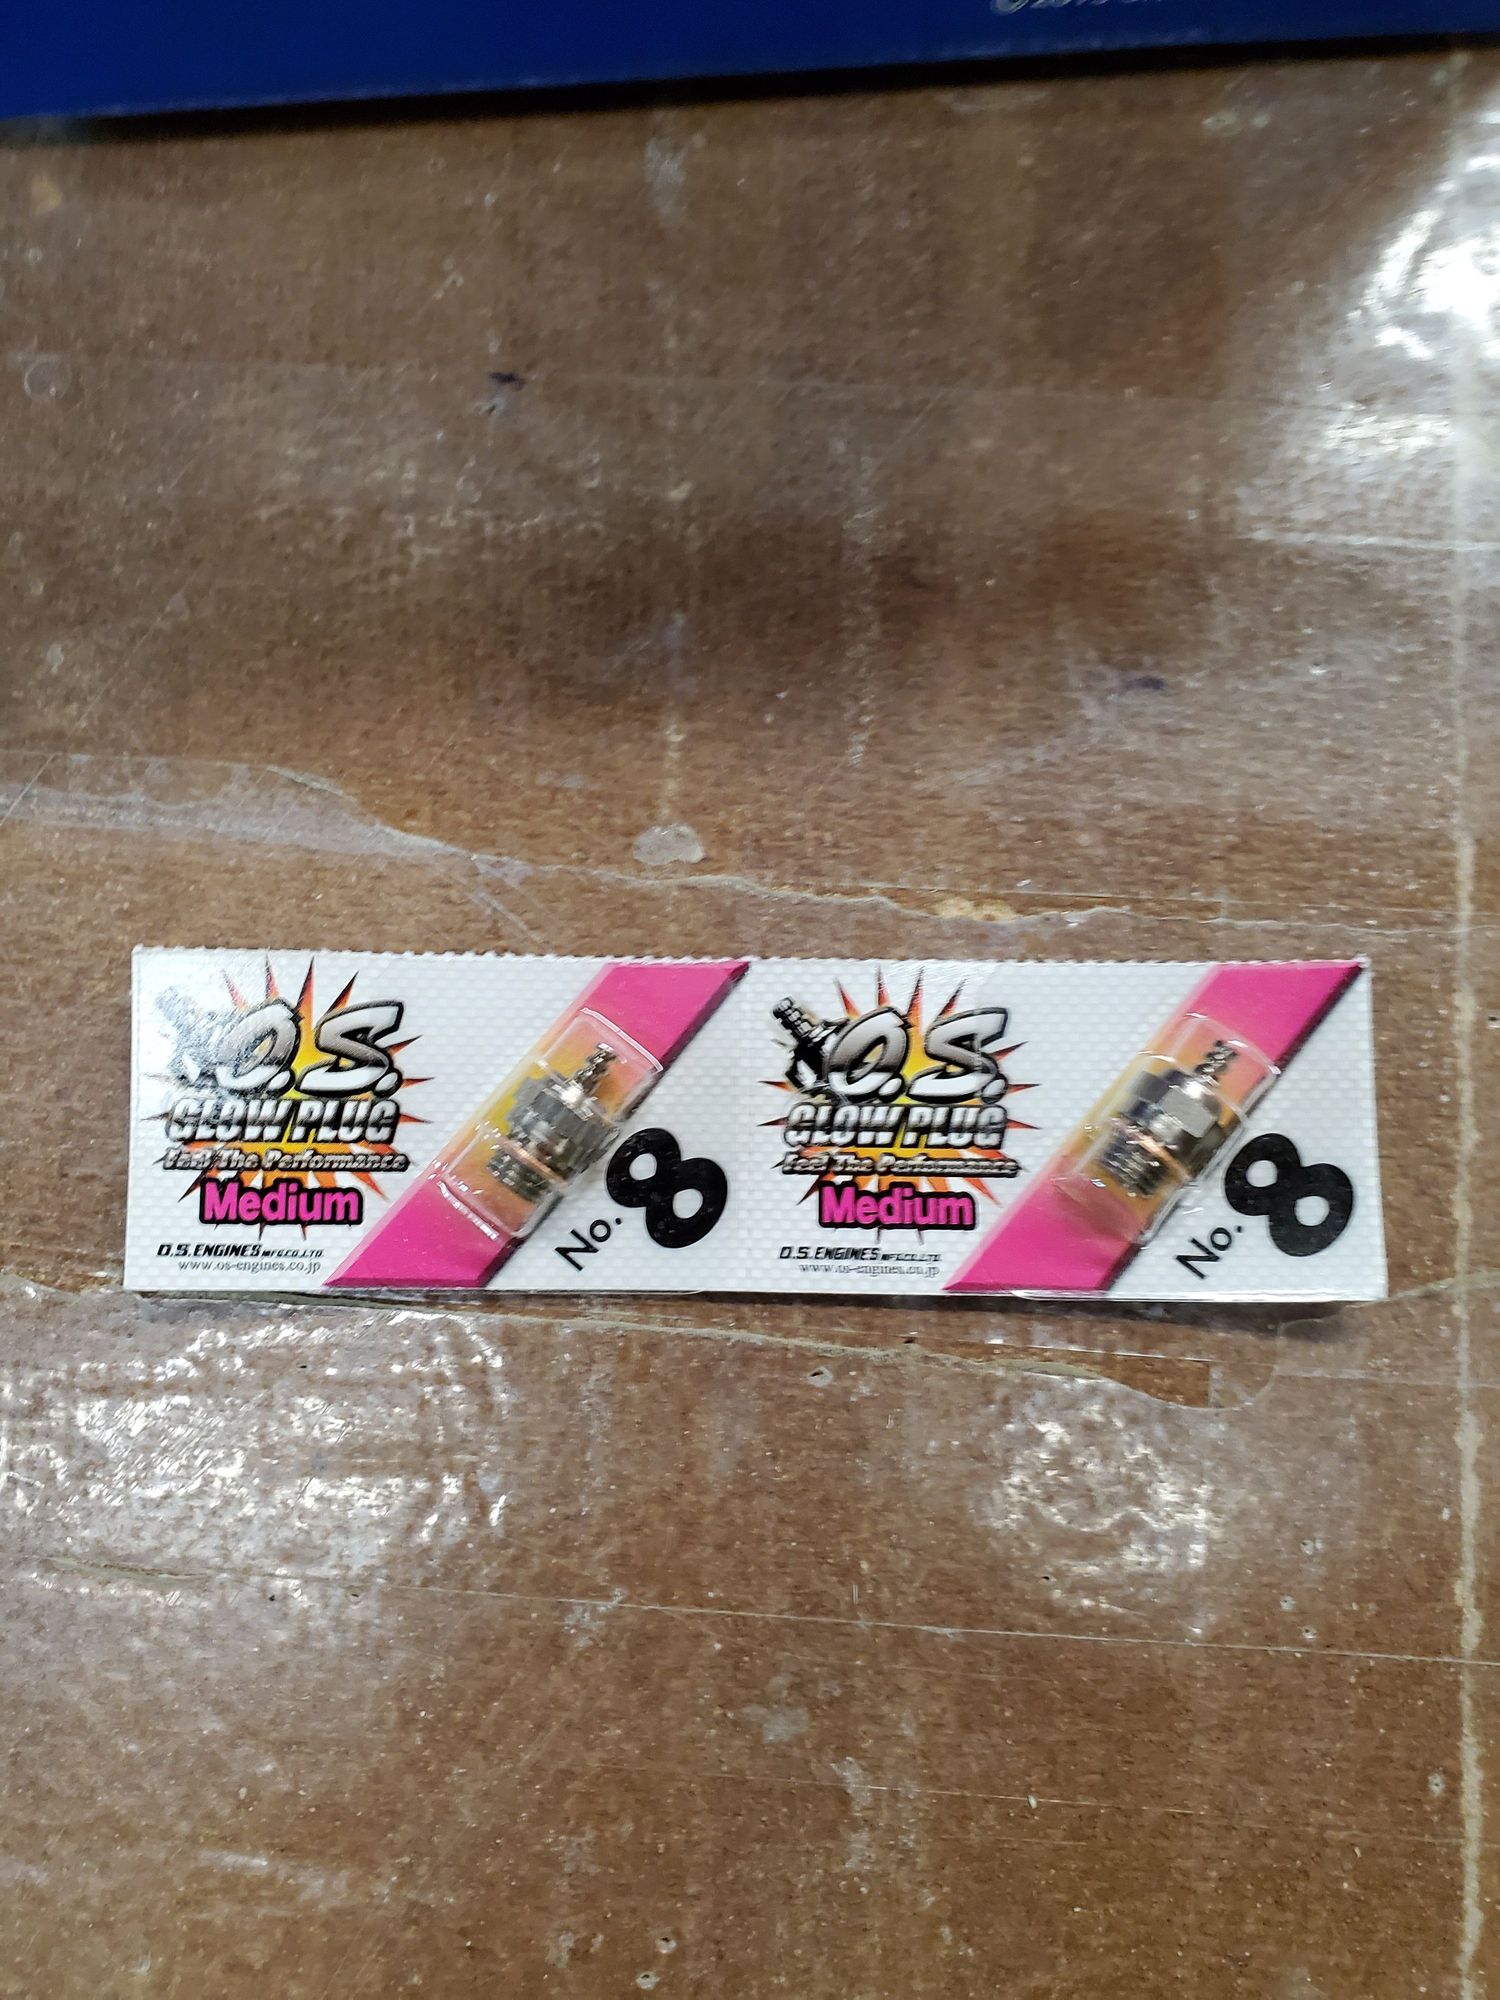 O.S.
GLOW PLUG
Feel The Performance
Medium
O.S. ENGINES MFG.CO.,LTD.
www.os-engines.co.jp
No. 8
O.S.
GLOW PLUG
Feel The Performance
Medium
O.S. ENGINES MFG.CO.,LTD.
www.os-engines.co.jp
No. 8